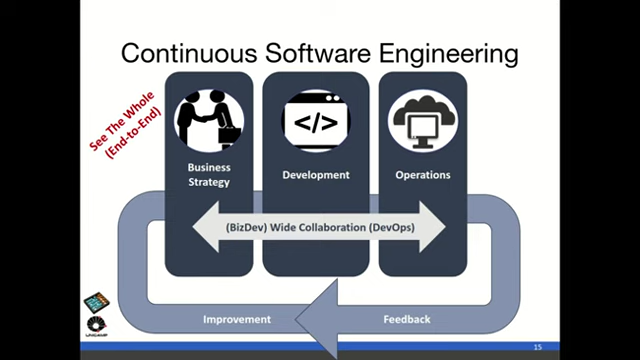 Continuous Software Engineering
See The Whole
(End-to-End)
</>
Business
Strategy
Development
Operations
(BizDev) Wide Collaboration (DevOps)
Improvement
Feedback
UNICAMP
15